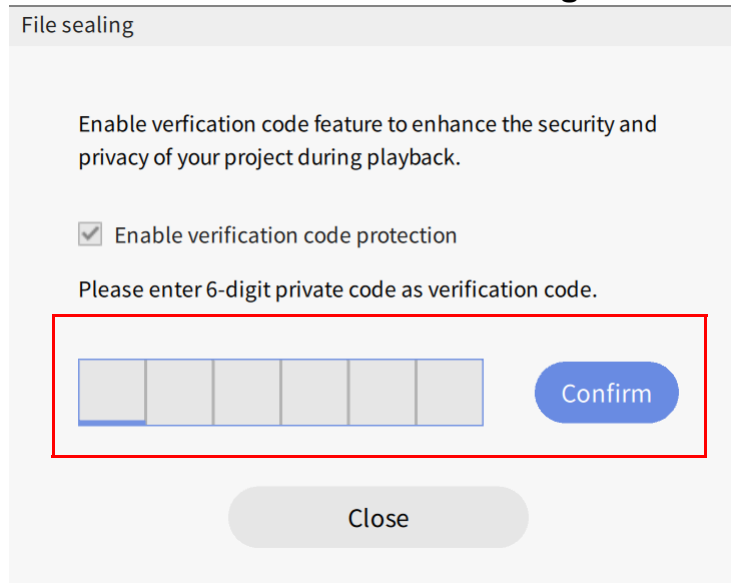 File sealing
Enable verfication code feature to enhance the security and
privacy of your project during playback.
Enable verification code protection
Please enter 6-digit private code as verification code.
Confirm
Close